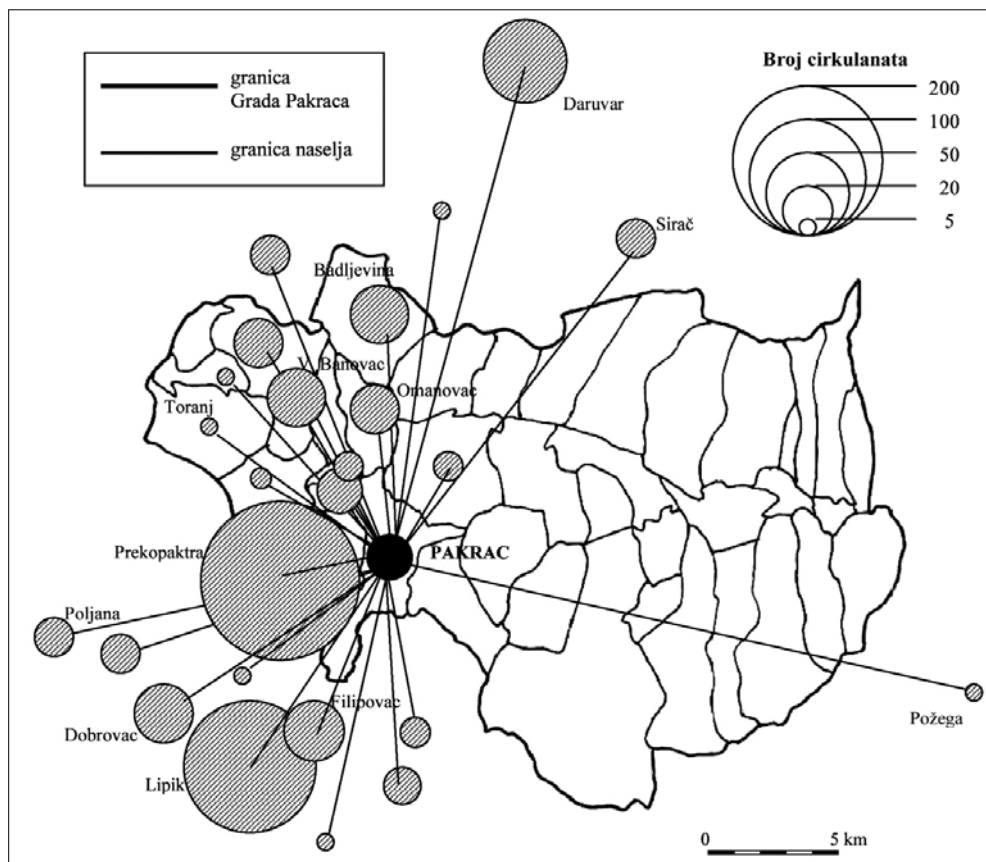 granica
Grada Pakraca
granica naselja
Broj cirkulanata
200
100
50
20
5
Daruvar
Sirač
Badljevina
V. Banovac
Omanovac
Toranj
Prekopaktra
PAKRAC
Poljana
Filipovac
Dobrovac
Lipik
Požega
0 5 km